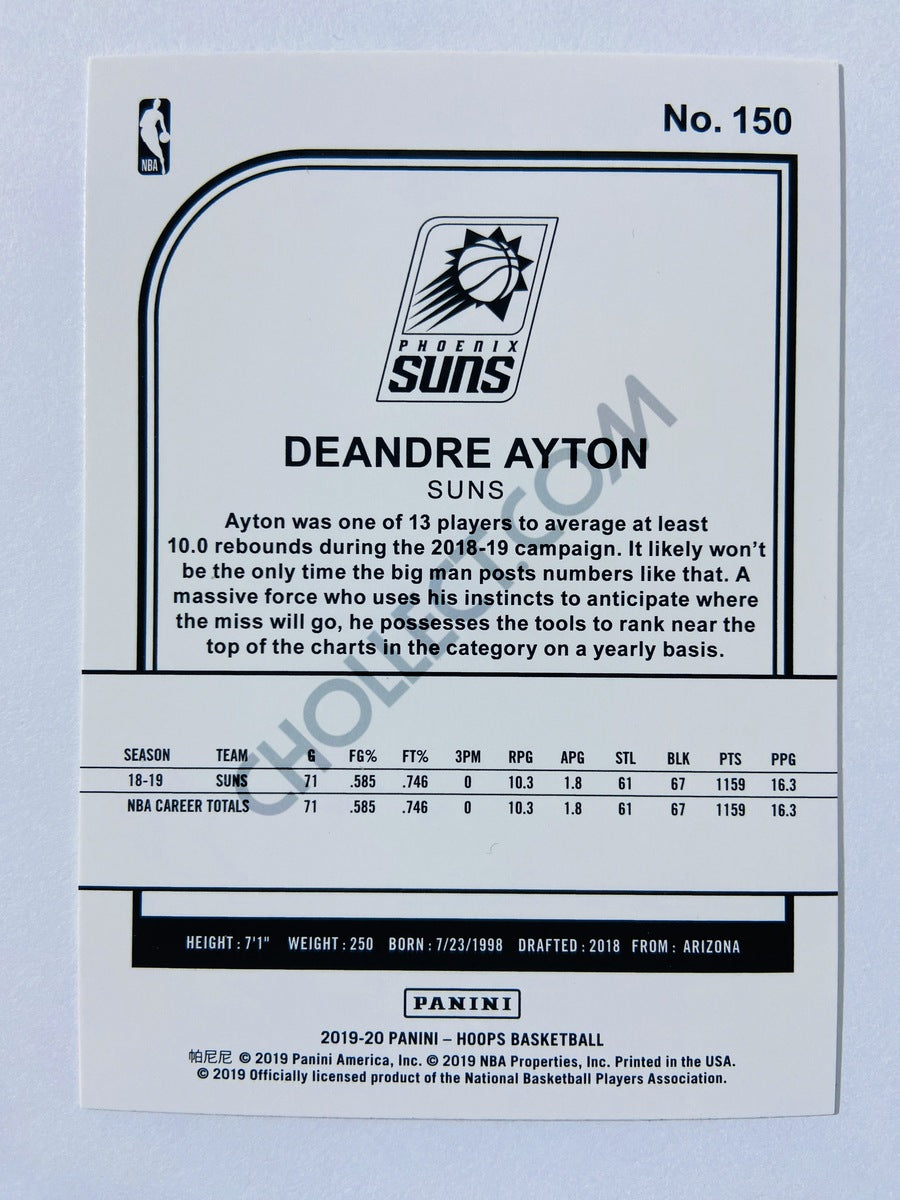 No. 150
NBA
PHOENIX
SUNS
DEANDRE AYTON
SUNS
Ayton was one of 13 players to average at least
10.0 rebounds during the 2018-19 campaign. It likely won't
be the only time the big man posts numbers like that. A
massive force who uses his instincts to anticipate where
the miss will go, he possesses the tools to rank near the
top of the charts in the category on a yearly basis.
CHOLLECT.COM
SEASON TEAM G FG% FT% 3PM RPG APG STL BLK PTS PPG
18-19 SUNS 71 .585 .746 0 10.3 1.8 61 67 1159 16.3
NBA CAREER TOTALS 71 .585 .746 0 10.3 1.8 61 67 1159 16.3
HEIGHT: 7'1" WEIGHT: 250 BORN: 7/23/1998 DRAFTED: 2018 FROM: ARIZONA
PANINI
2019-20 PANINI – HOOPS BASKETBALL
帕尼尼 © 2019 Panini America, Inc. © 2019 NBA Properties, Inc. Printed in the USA.
© 2019 Officially licensed product of the National Basketball Players Association.